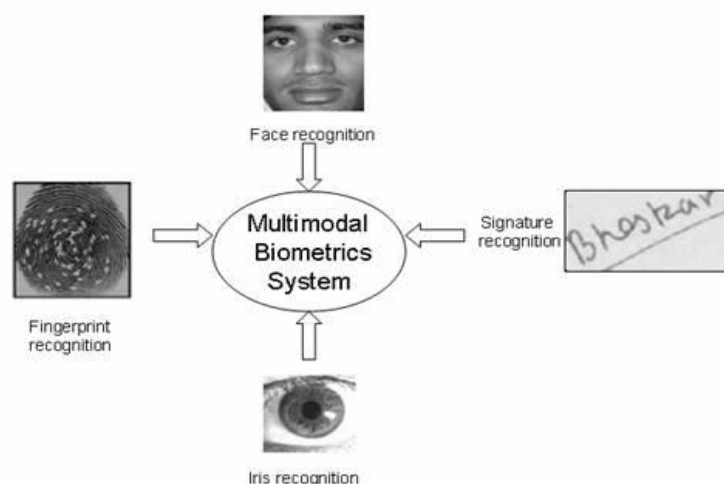 Face recognition
Multimodal
Biometrics
System
Signature
recognition
Bhaskar
Fingerprint
recognition
Iris recognition